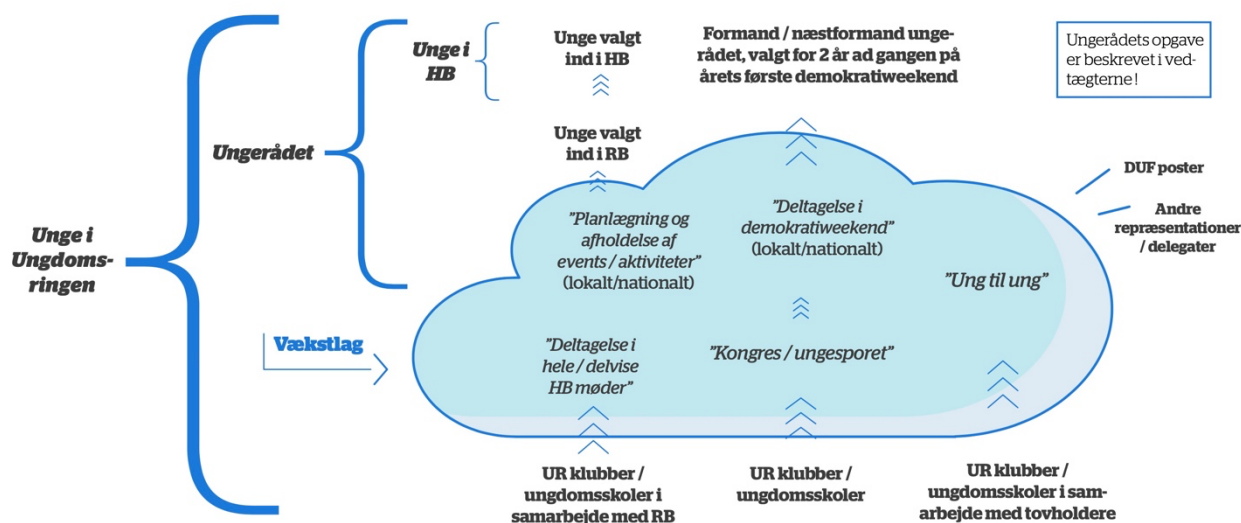 Unge i
Ungdoms-
ringen
Ungerådet
Unge i
HB
Unge valgt
ind i HB
Formand / næstformand unge-
rådet, valgt for 2 år ad gangen på
årets første demokratiweekend
Ungerådets opgave
er beskrevet i ved-
tægterne!
Unge valgt
ind i RB
DUF poster
Andre
repræsentationer
/ delegater
"Planlægning og
afholdelse af
events / aktiviteter"
(lokalt/nationalt)
"Deltagelse i
demokratiweekend"
(lokalt/nationalt)
"Ung til ung"
Vækstlag
"Deltagelse i
hele / delvise
HB møder"
"Kongres / ungesporet"
UR klubber /
ungdomsskoler i
samarbejde med RB
UR klubber /
ungdomsskoler
UR klubber /
ungdomsskoler i sam-
arbejde med tovholdere